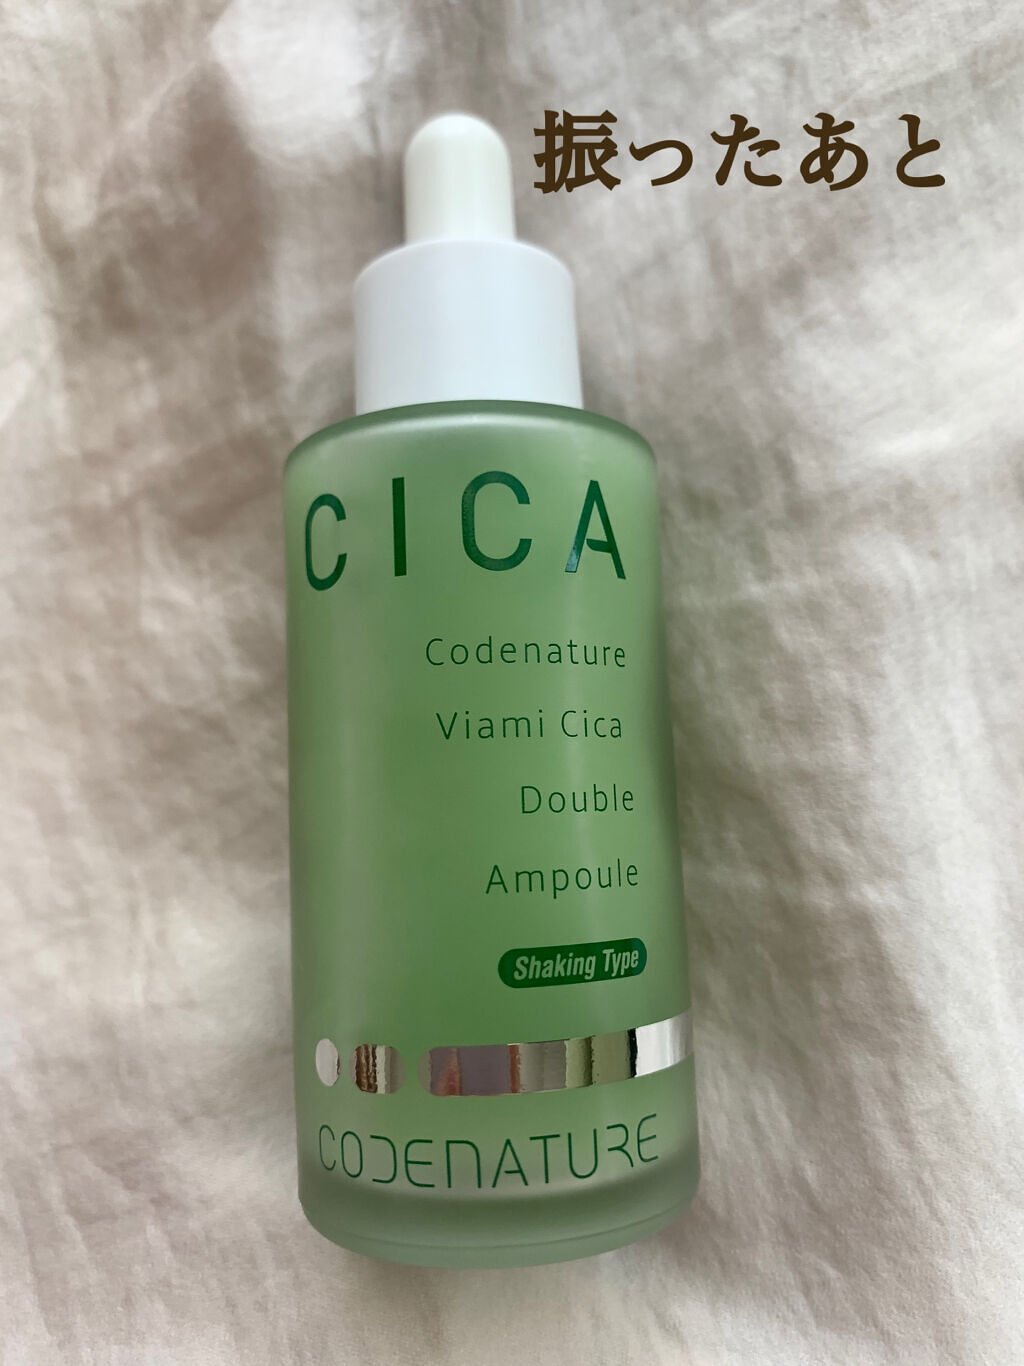 振ったあと
CICA
Codenature
Viami Cica
Double
Ampoule
Shaking Type
CODENATURE